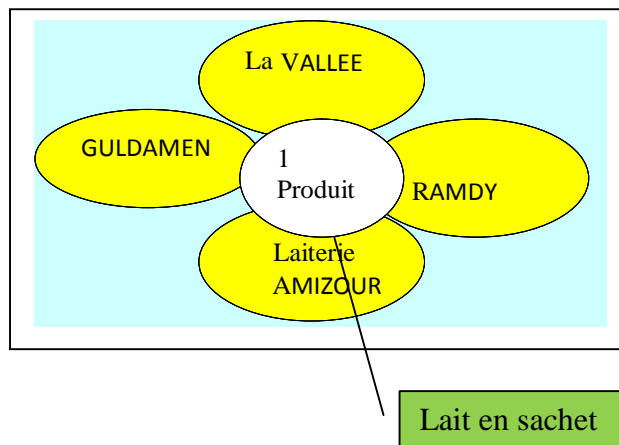 La VALLEE
GULDAMEN
1
Produit
RAMDY
Laiterie
AMIZOUR
Lait en sachet